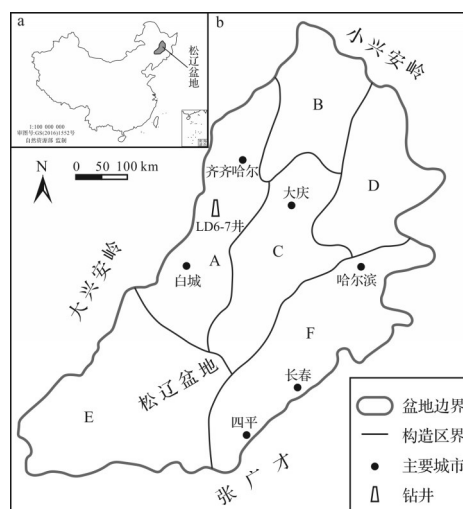 a
松辽盆地
1:100 000 000
审图号:GS(2016)1552号
自然资源部 监制
b
小兴安岭
N
0 50 100 km
B
齐齐哈尔
大庆
D
LD6-7井
A
C
白城
哈尔滨
大兴安岭
F
松辽盆地
E
长春
四平
张广才
盆地边界
构造区界
主要城市
钻井